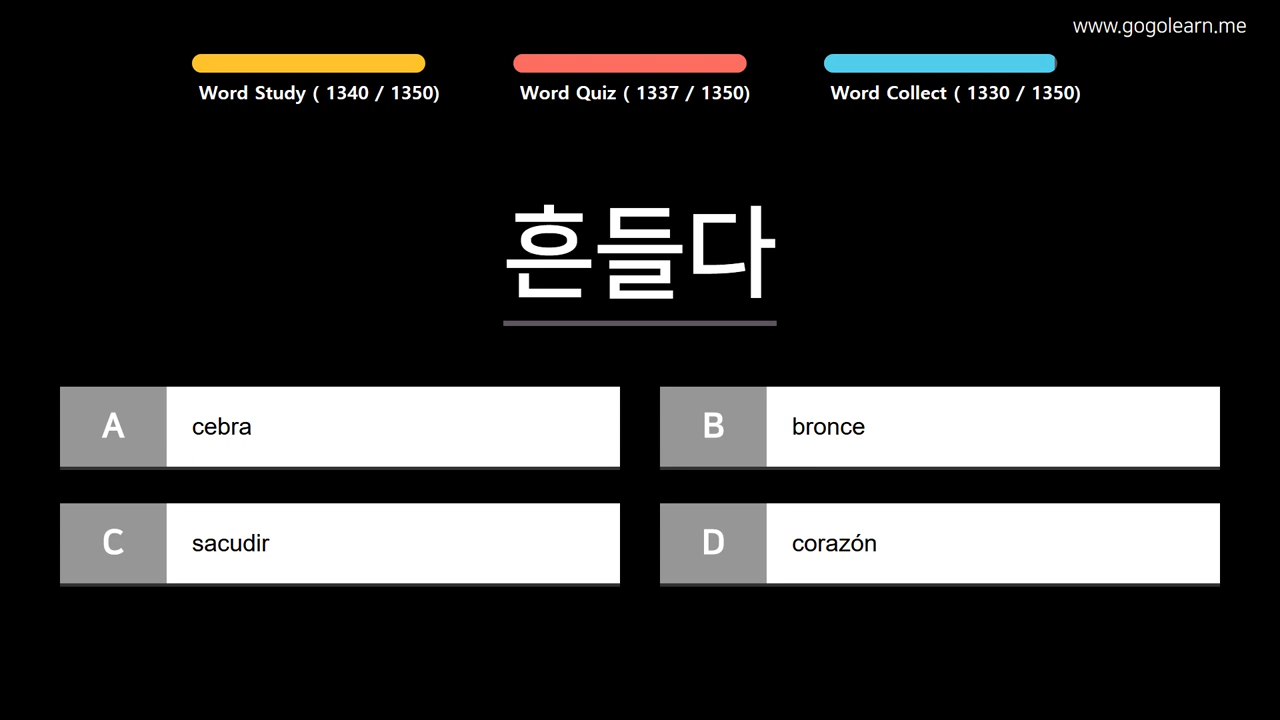 www.gogolearn.me
Word Study ( 1340 / 1350)
Word Quiz ( 1337 / 1350)
Word Collect ( 1330 / 1350)
흔들다
A cebra
B bronce
C sacudir
D corazón